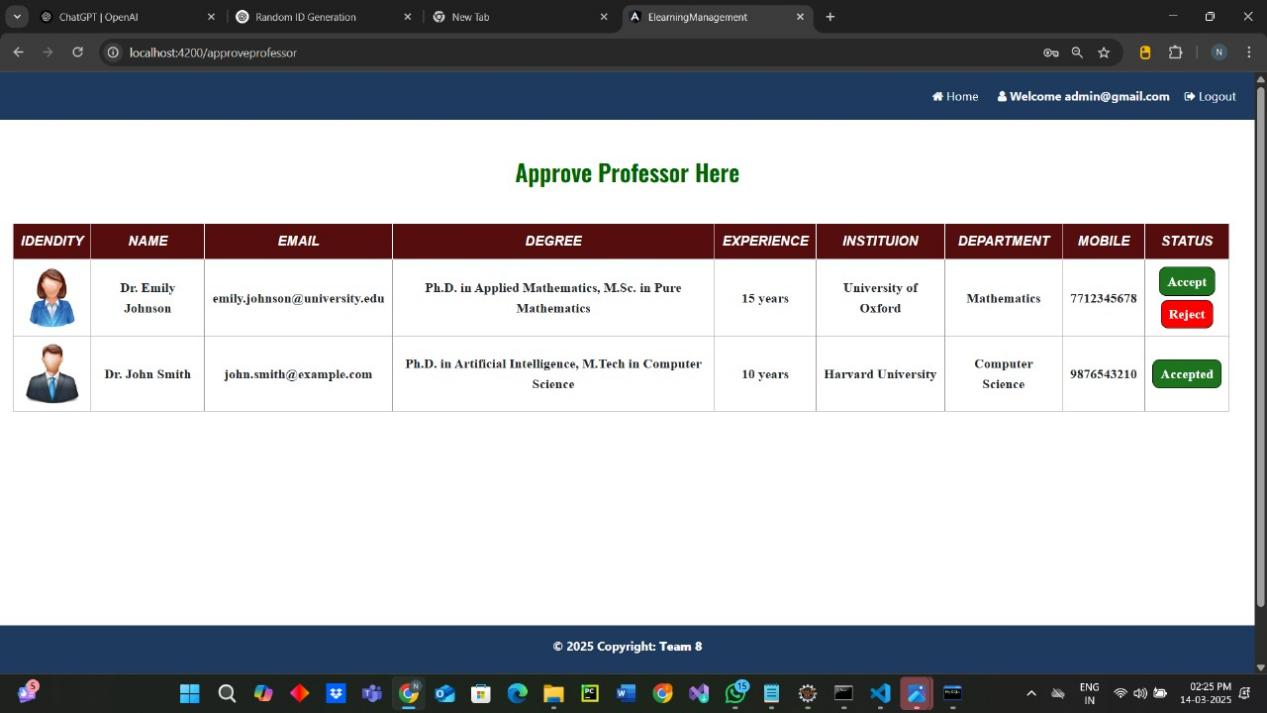 ChatGPT | OpenAI
Random ID Generation
New Tab
ElearningManagement
localhost:4200/approveprofessor
N
Home
Welcome admin@gmail.com
Logout
Approve Professor Here
IDENDITY NAME EMAIL DEGREE EXPERIENCE INSTITUION DEPARTMENT MOBILE STATUS
Dr. Emily
Johnson
emily.johnson@university.edu
Ph.D. in Applied Mathematics, M.Sc. in Pure
Mathematics
15 years
University of
Oxford
Mathematics
7712345678
Accept
Reject
Dr. John Smith
john.smith@example.com
Ph.D. in Artificial Intelligence, M.Tech in Computer
Science
10 years
Harvard University
Computer
Science
9876543210
Accepted
© 2025 Copyright: Team 8
5
15
ENG
IN
02:25 PM
14-03-2025